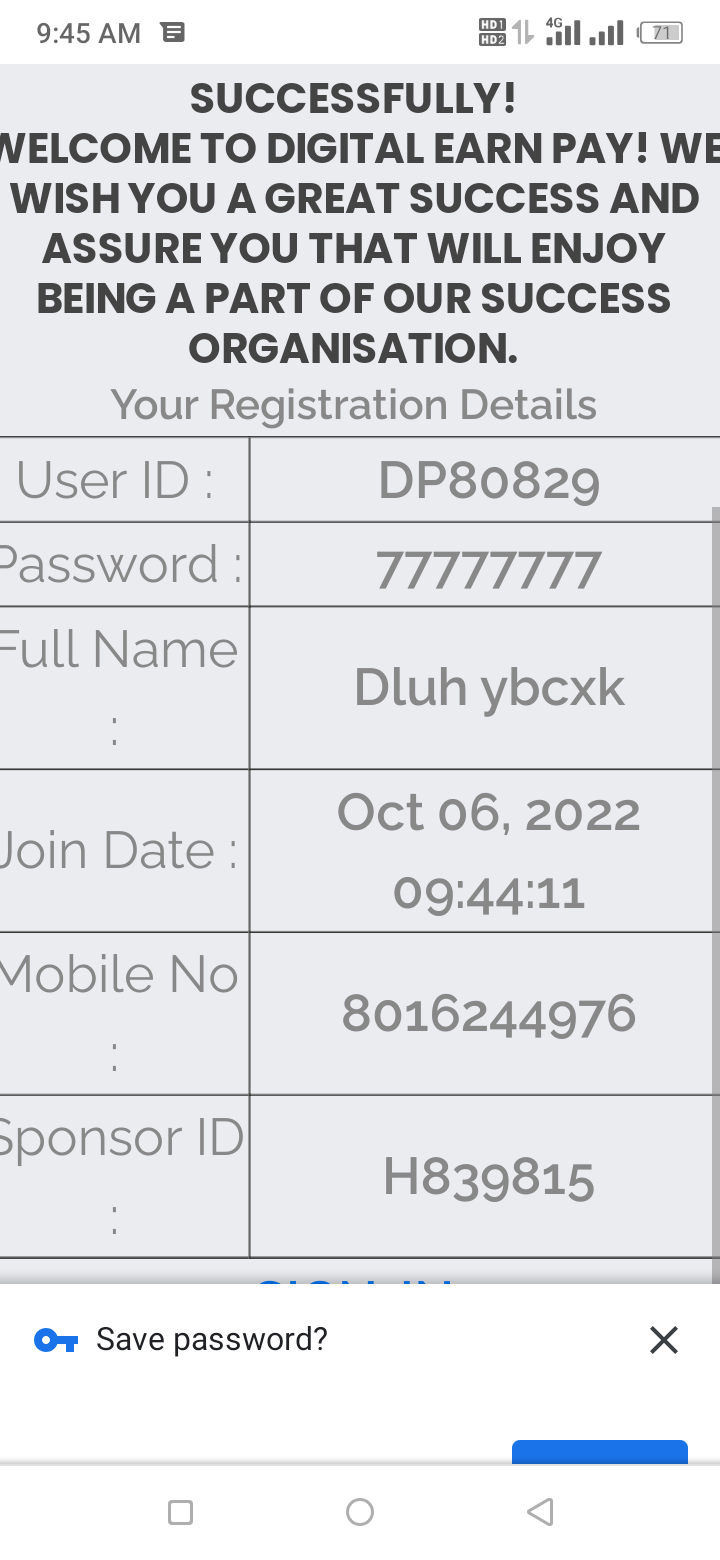 9:45 AM HD1 HD2 4G 71
SUCCESSFULLY!
WELCOME TO DIGITAL EARN PAY! WE
WISH YOU A GREAT SUCCESS AND
ASSURE YOU THAT WILL ENJOY
BEING A PART OF OUR SUCCESS
ORGANISATION.
Your Registration Details
User ID : DP80829
Password : 77777777
Full Name : Dluh ybcxk
Join Date : Oct 06, 2022
09:44:11
Mobile No : 8016244976
Sponsor ID : H839815
SIGN IN
Save password?